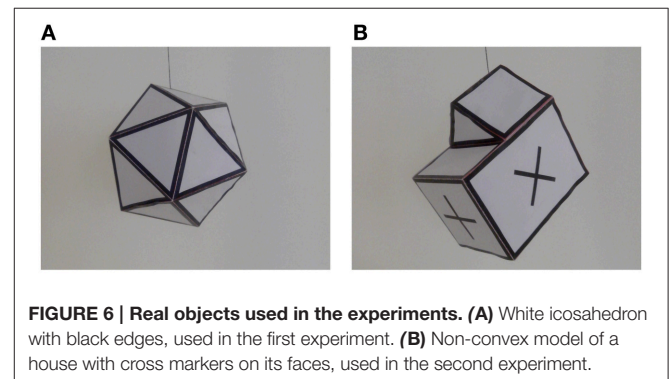 A
B
FIGURE 6 | Real objects used in the experiments. (A) White icosahedron
with black edges, used in the first experiment. (B) Non-convex model of a
house with cross markers on its faces, used in the second experiment.